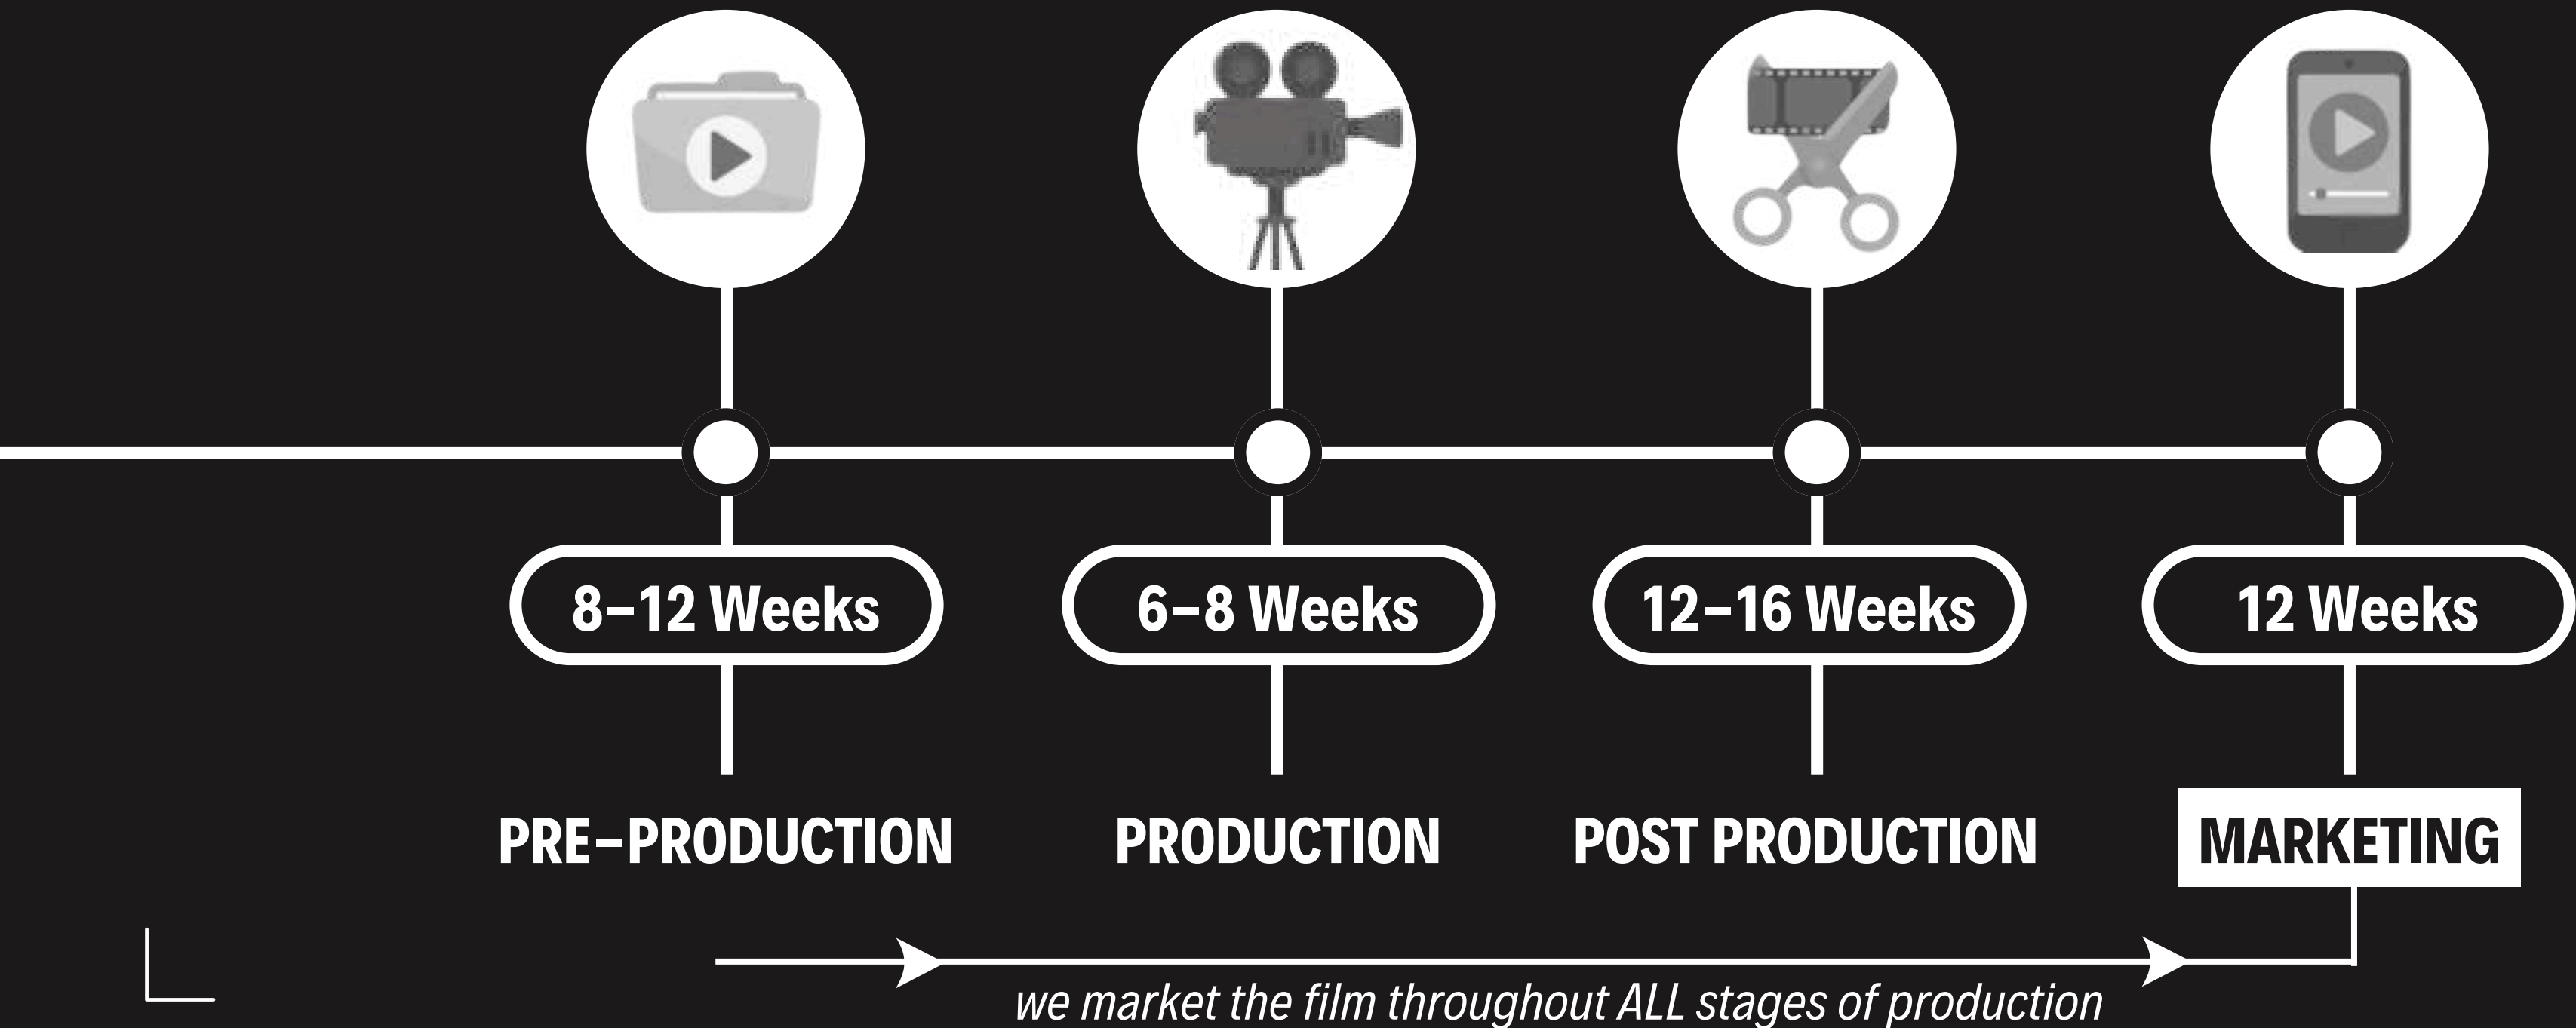 8–12 Weeks
6–8 Weeks
12–16 Weeks
12 Weeks
PRE–PRODUCTION
PRODUCTION
POST PRODUCTION
MARKETING
we market the film throughout ALL stages of production